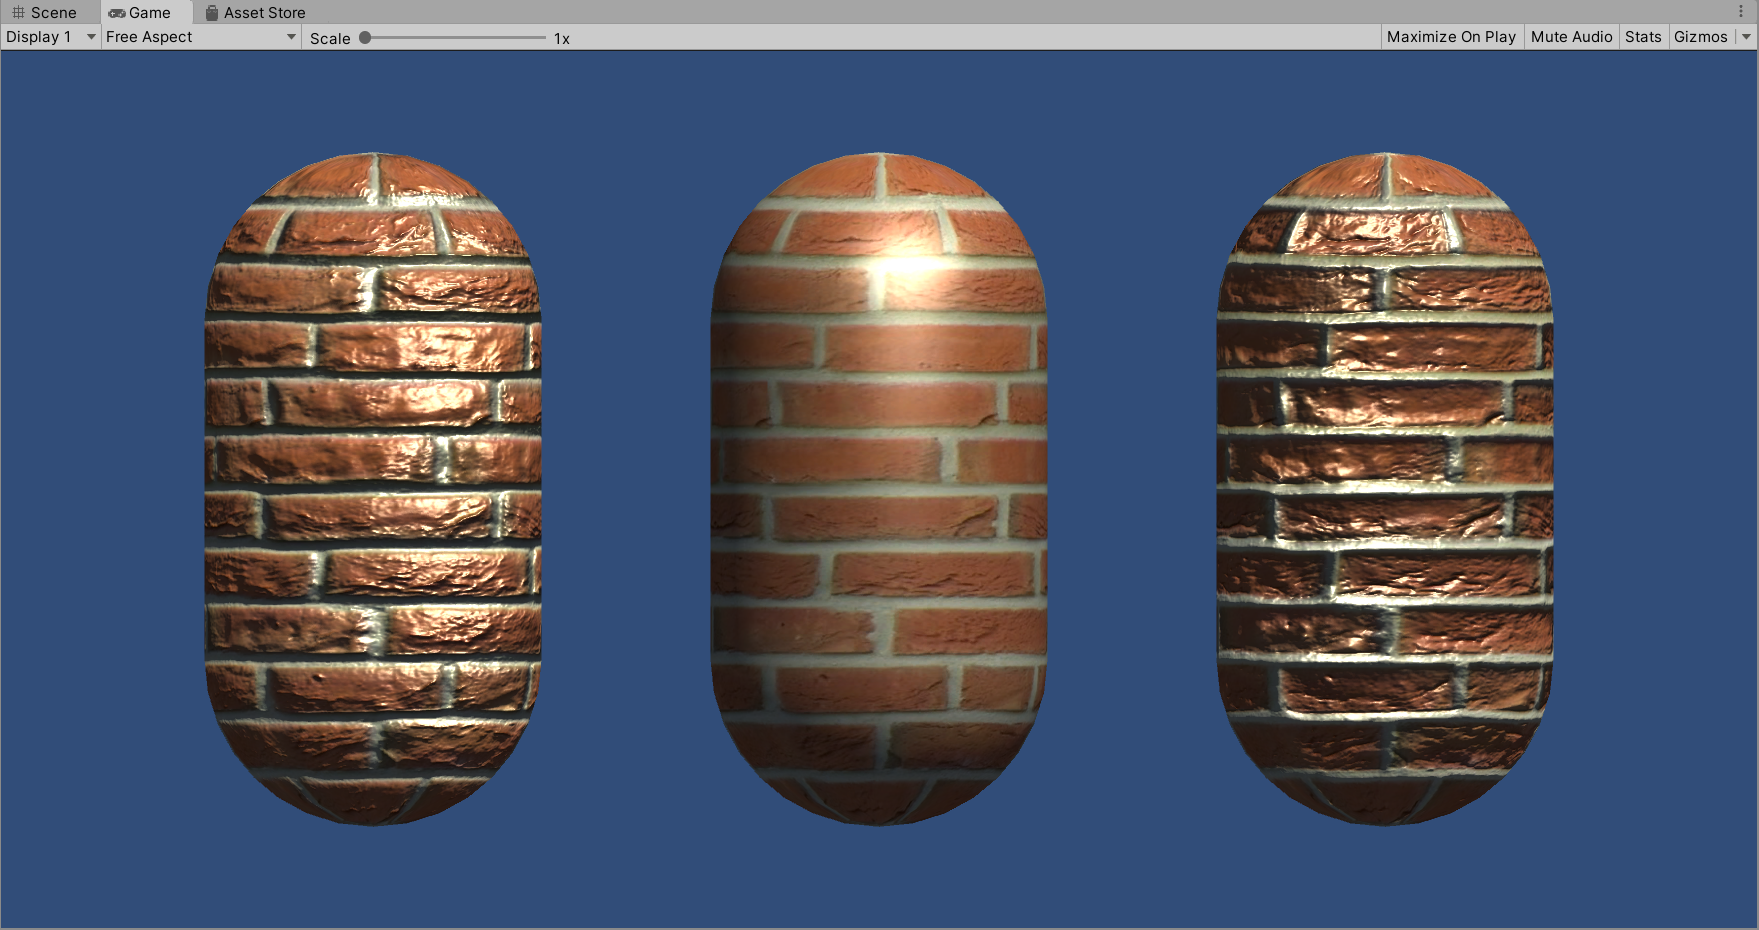 Scene Game Asset Store
Display 1 Free Aspect Scale 1x Maximize On Play Mute Audio Stats Gizmos